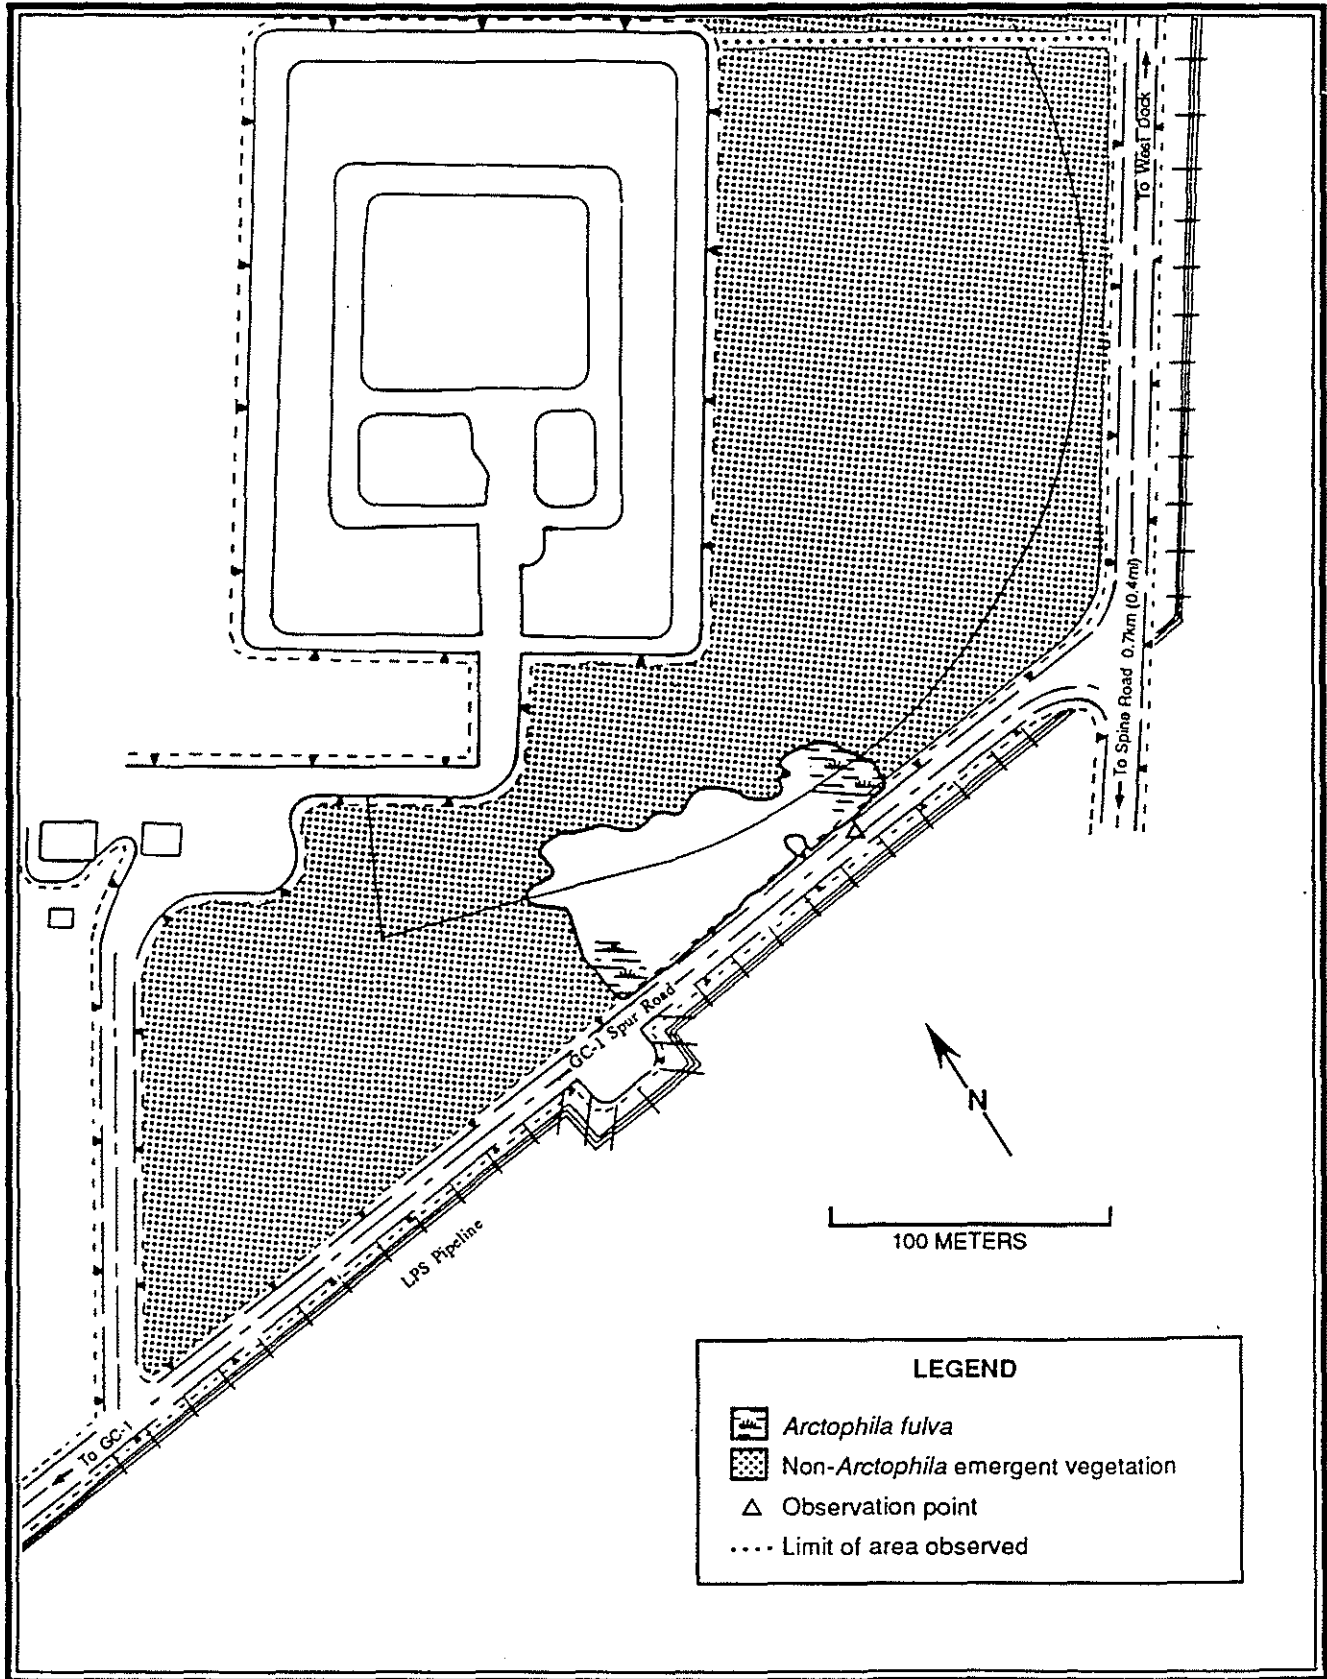 To West Dock
To Spine Road 0.7km (0.4mi)
GC-1 Spur Road
N
LPS Pipeline
100 METERS
LEGEND
Arctophila fulva
Non-Arctophila emergent vegetation
Observation point
Limit of area observed
To GC-1